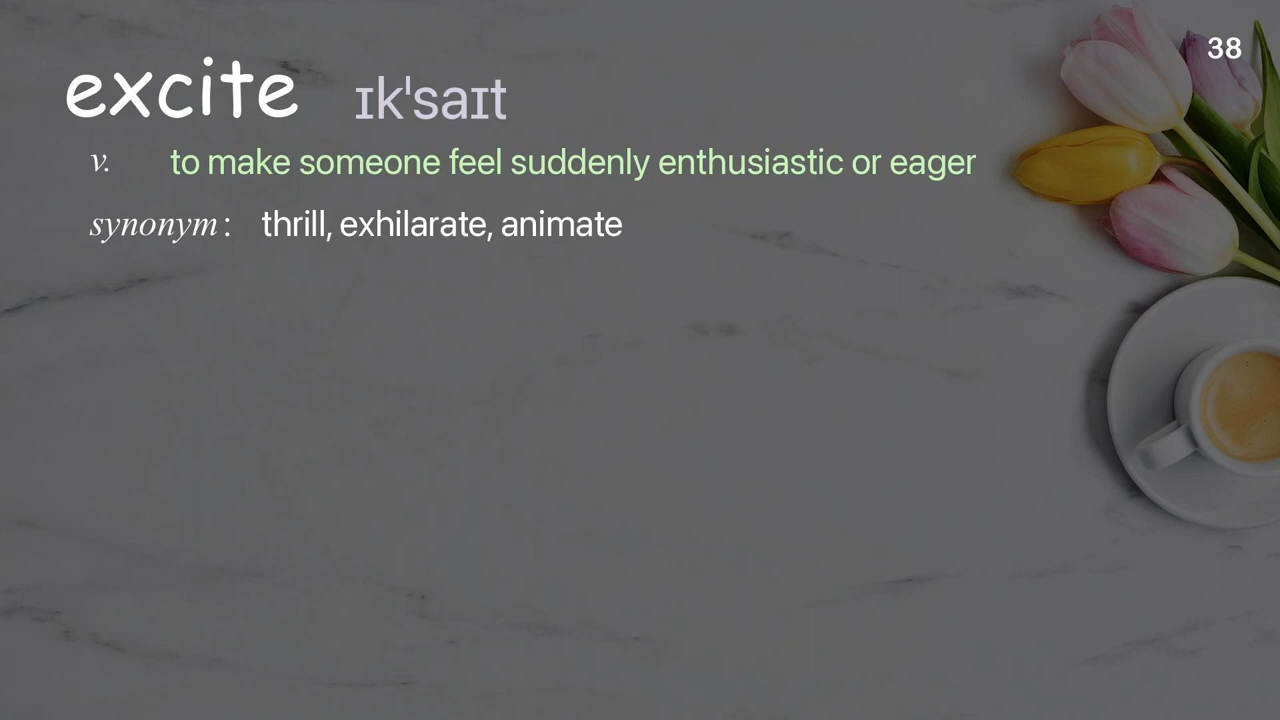 38
excite ɪkˈsaɪt
v. to make someone feel suddenly enthusiastic or eager
synonym : thrill, exhilarate, animate